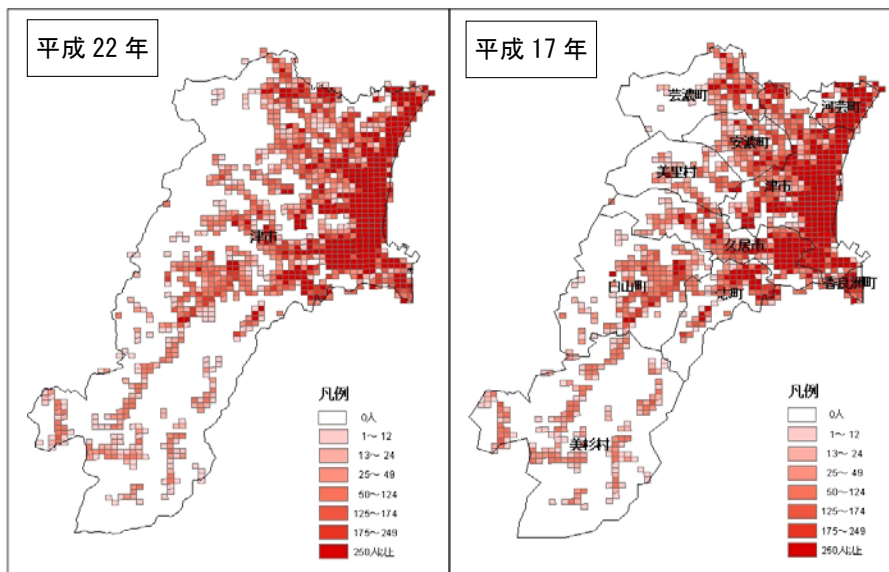 平成 22 年
津市
凡例
0人
1～ 12
13～ 24
25～ 49
50～124
125～174
175～249
250人以上
平成 17 年
芸濃町
河芸町
安濃町
美里村
津市
久居市
白山町
志町
香良洲町
美杉村
凡例
0人
1～ 12
13～ 24
25～ 49
50～124
125～174
175～249
250人以上